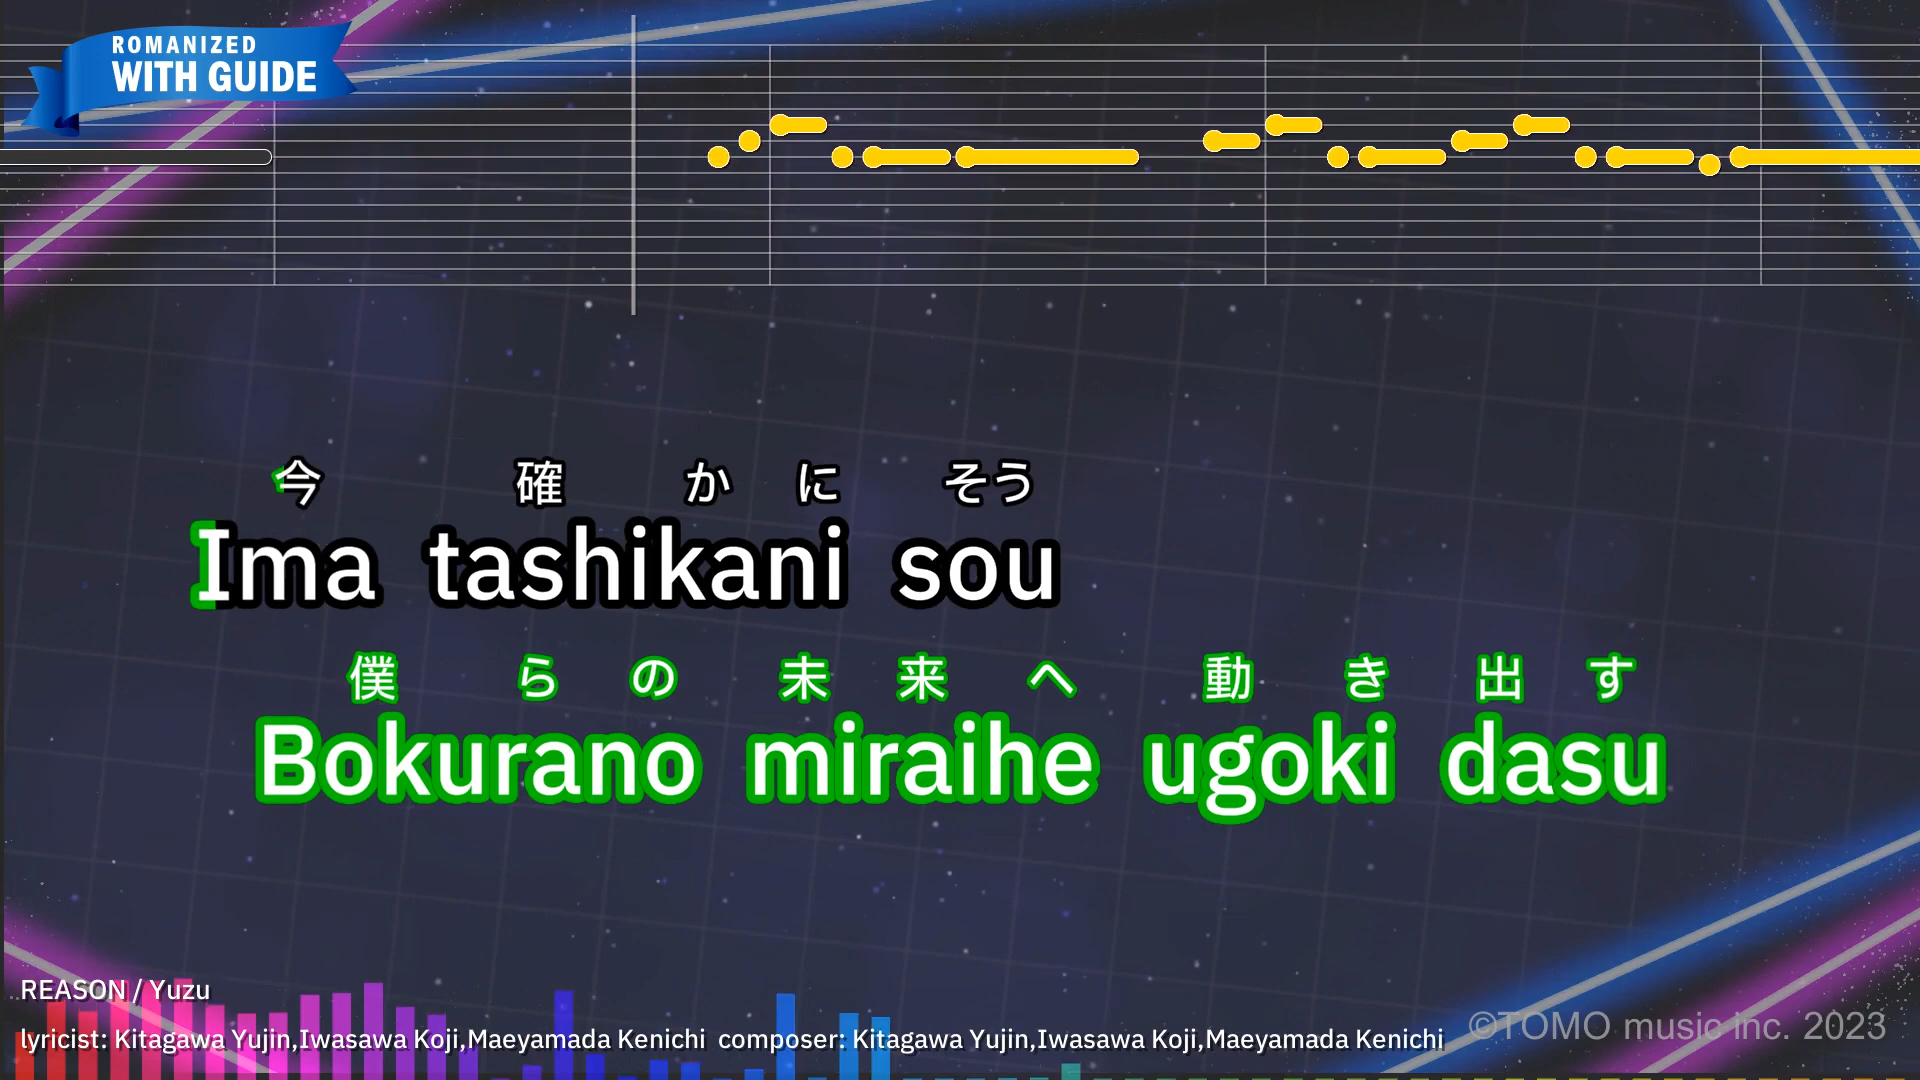 ROMANIZED
WITH GUIDE
今 確かに そう
Ima tashikani sou
僕らの 未来へ 動き 出す
Bokurano miraihe ugoki dasu
REASON / Yuzu
lyricist: Kitagawa Yujin,Iwasawa Koji,Maeyamada Kenichi composer: Kitagawa Yujin,Iwasawa Koji,Maeyamada Kenichi
©TOMO music inc. 2023